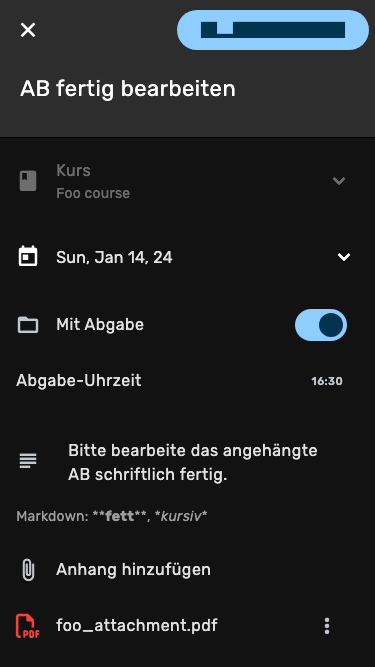 AB fertig bearbeiten
Kurs
Foo course
Sun, Jan 14, 24
Mit Abgabe
Abgabe-Uhrzeit 16:30
Bitte bearbeite das angehängte
AB schriftlich fertig.
Markdown: **fett**, *kursiv*
Anhang hinzufügen
PDF foo_attachment.pdf